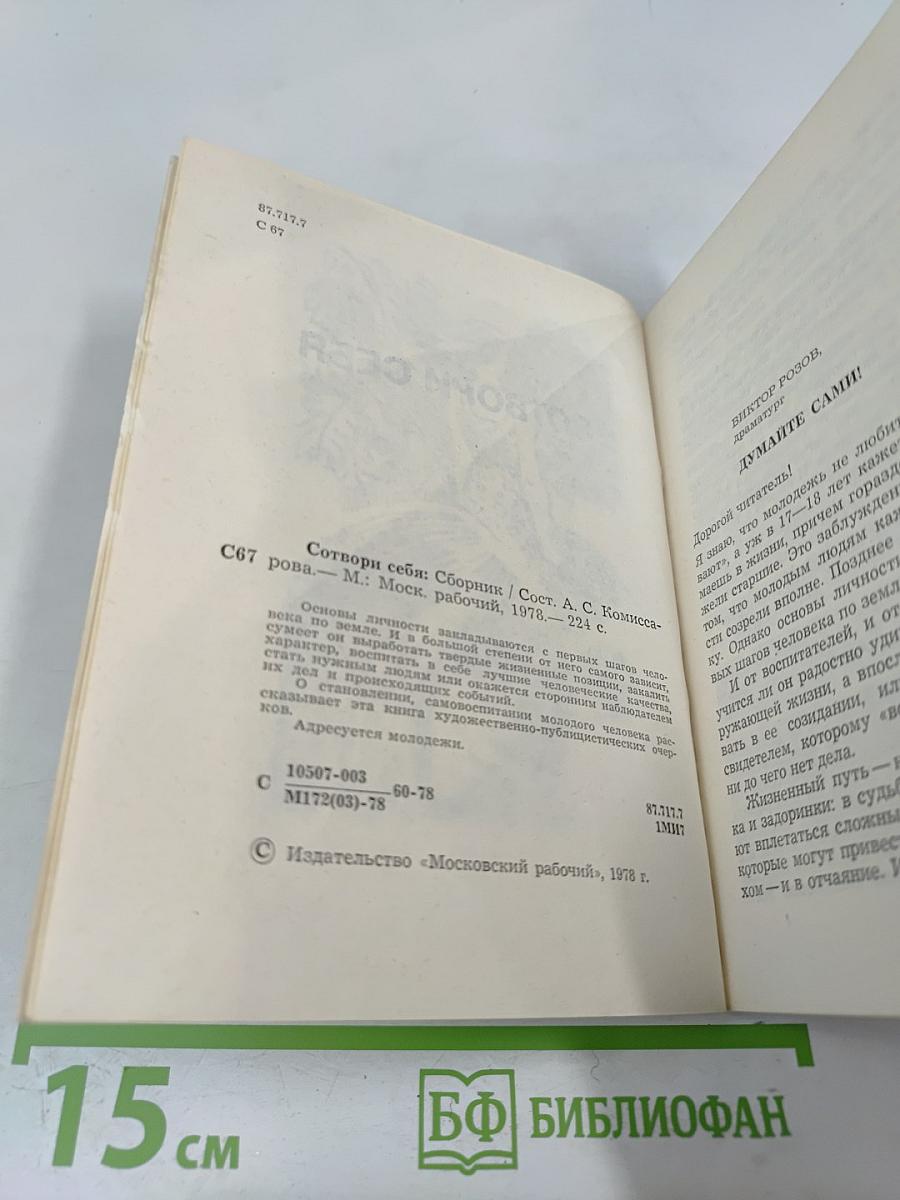 87.717.7
С 67
Сотвори себя: Сборник / Сост. А. С. Комисса-
С67 рова.— М.: Моск. рабочий, 1978.— 224 с.
Основы личности закладываются с первых шагов чело-
века по земле. И в большой степени от него самого зависит,
сумеет он выработать твердые жизненные позиции, закалить
характер, воспитать в себе лучшие человеческие качества,
стать нужным людям или окажется сторонним наблюдателем
их дел и происходящих событий.
О становлении, самовоспитании молодого человека рас-
сказывает эта книга художественно-публицистических очер-
ков.
Адресуется молодежи.
С 10507-003
М172(03)-78 60-78
87.717.7
1МИ7
© Издательство «Московский рабочий», 1978 г.
ВИКТОР РОЗОВ,
драматург
ДУМАЙТЕ САМИ!
Дорогой читатель!
Я знаю, что молодежь не любит
вают», а уж в 17—18 лет кажет
маешь в жизни, причем горазд
жели старшие. Это заблужден
том, что молодым людям каж
сти созрели вполне. Позднее
ку. Однако основы личност
вых шагов человека по земл
И от воспитателей, и от
учится ли он радостно уди
ружающей жизни, а впосл
вать в ее созидании, ил
свидетелем, которому «вс
ни до чего нет дела.
Жизненный путь — н
ка и задоринки: в судьб
ют вплетаться сложны
которые могут привест
хом — и в отчаяние. И
15 см
БФ БИБЛИОФАН